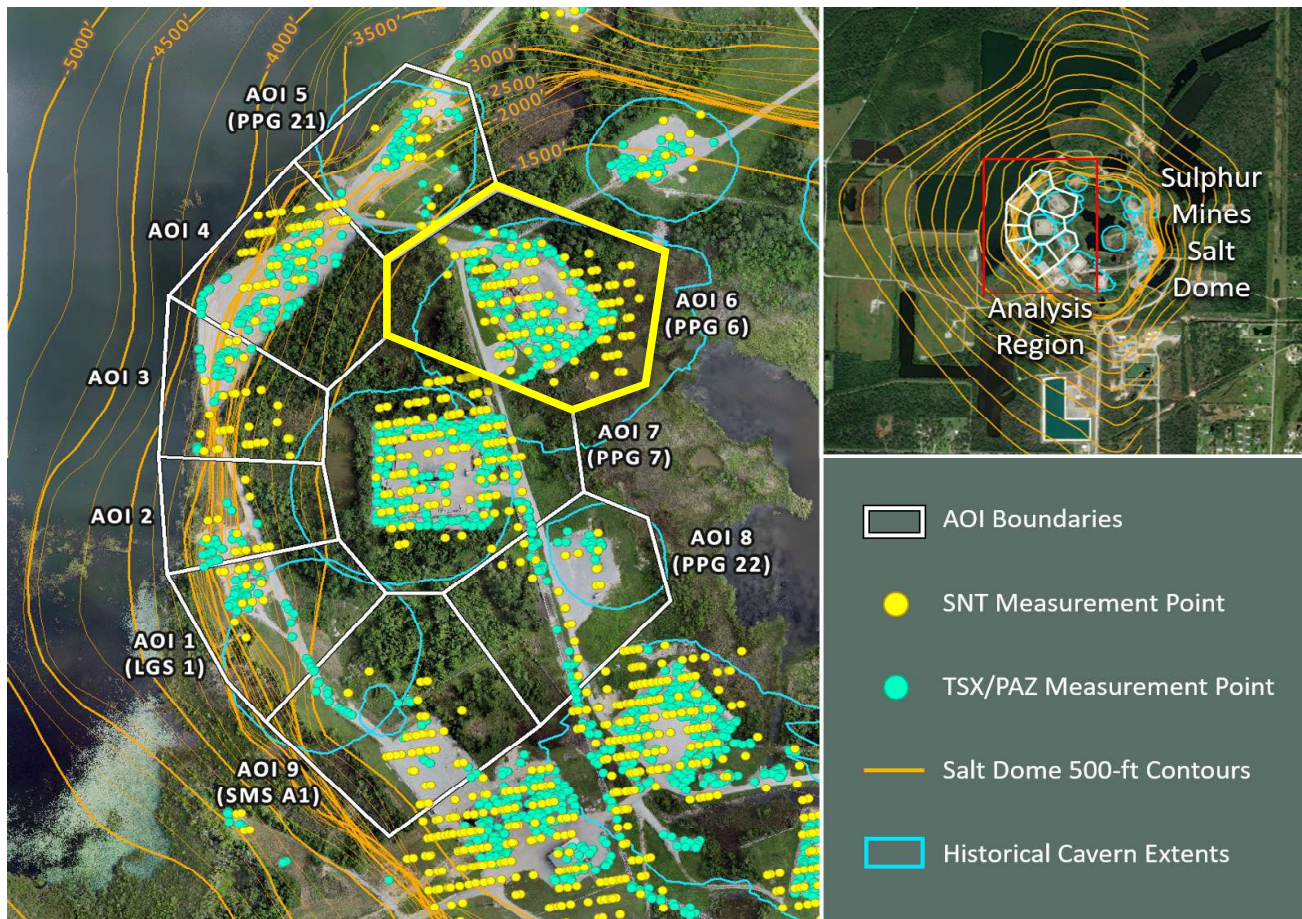 -5000'
-4500'
-4000'
-3500'
-3000'
-2500'
-2000'
-1500'
AOI 5
(PPG 21)
AOI 4
AOI 3
AOI 2
AOI 1
(LGS 1)
AOI 9
(SMS A1)
AOI 6
(PPG 6)
AOI 7
(PPG 7)
AOI 8
(PPG 22)
Sulphur
Mines
Salt
Dome
Analysis
Region
AOI Boundaries
SNT Measurement Point
TSX/PAZ Measurement Point
Salt Dome 500-ft Contours
Historical Cavern Extents